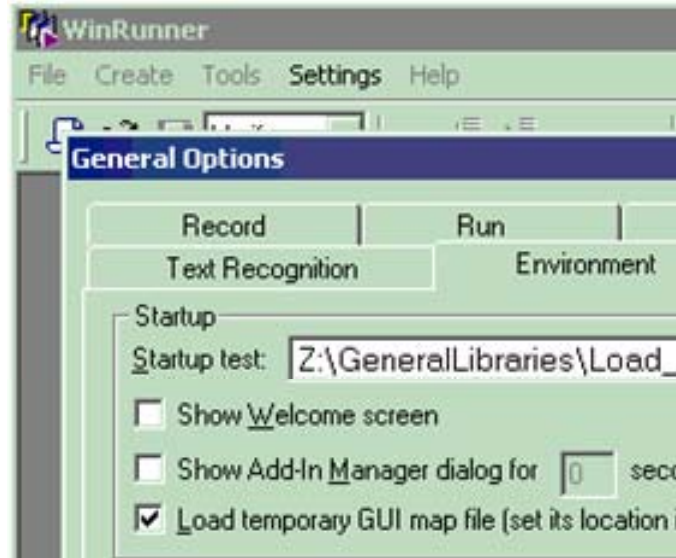 WinRunner
File Create Tools Settings Help
General Options
Record Run
Text Recognition Environment
Startup
Startup test: Z:\GeneralLibraries\Load_
Show Welcome screen
Show Add-In Manager dialog for 0 seco
Load temporary GUI map file (set its location i